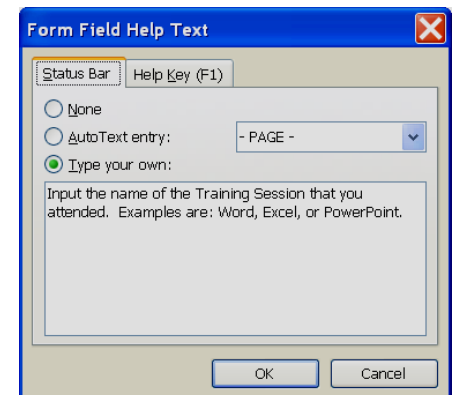 Form Field Help Text
Status Bar Help Key (F1)
None
AutoText entry: - PAGE -
Type your own:
Input the name of the Training Session that you
attended.  Examples are: Word, Excel, or PowerPoint.
OK Cancel